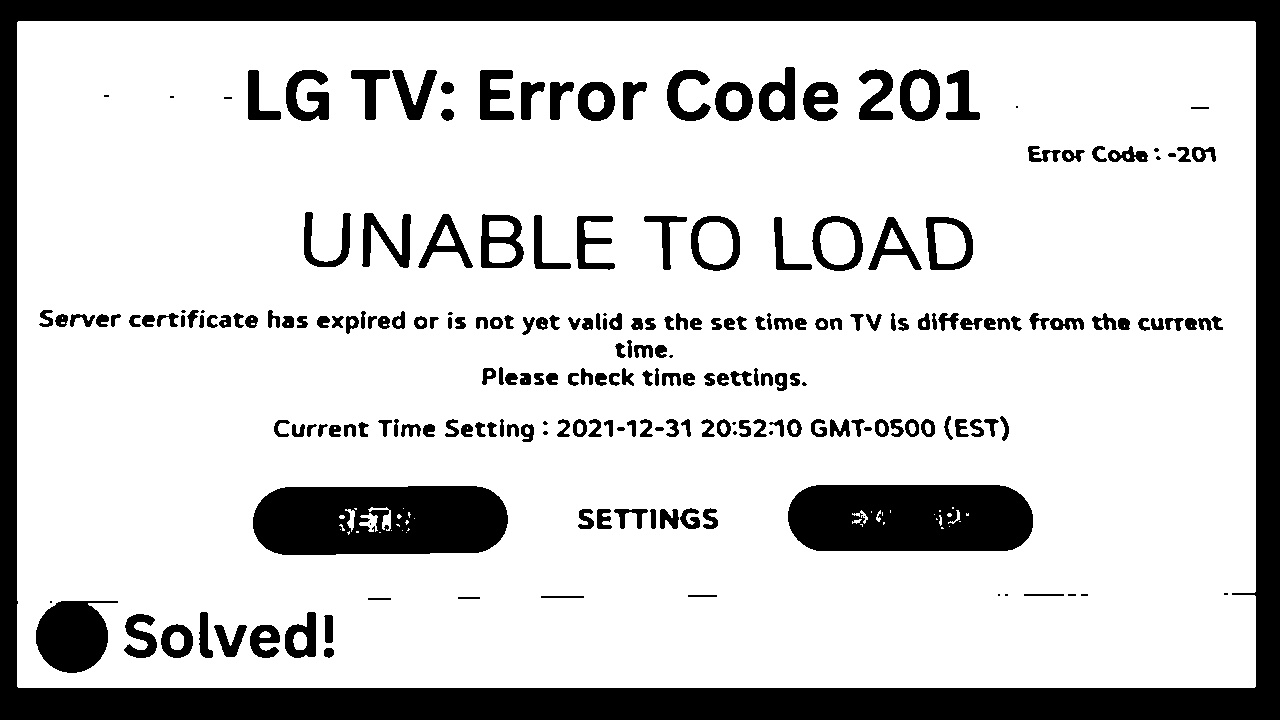 LG TV: Error Code 201
Error Code : -201
UNABLE TO LOAD
Server certificate has expired or is not yet valid as the set time on TV is different from the current
time.
Please check time settings.
Current Time Setting : 2021-12-31 20:52:10 GMT-0500 (EST)
SETTINGS
Solved!